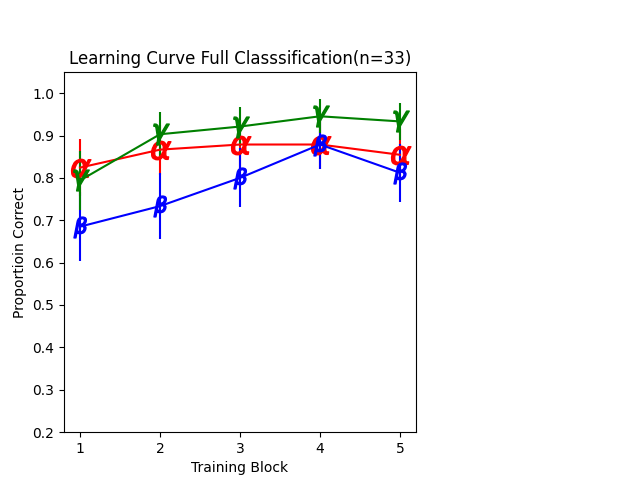 Learning Curve Full Classsification(n=33)
Proportioin Correct
1.0
0.9
0.8
0.7
0.6
0.5
0.4
0.3
0.2
α α α α α
β β β β β
γ γ γ γ γ
1 2 3 4 5
Training Block